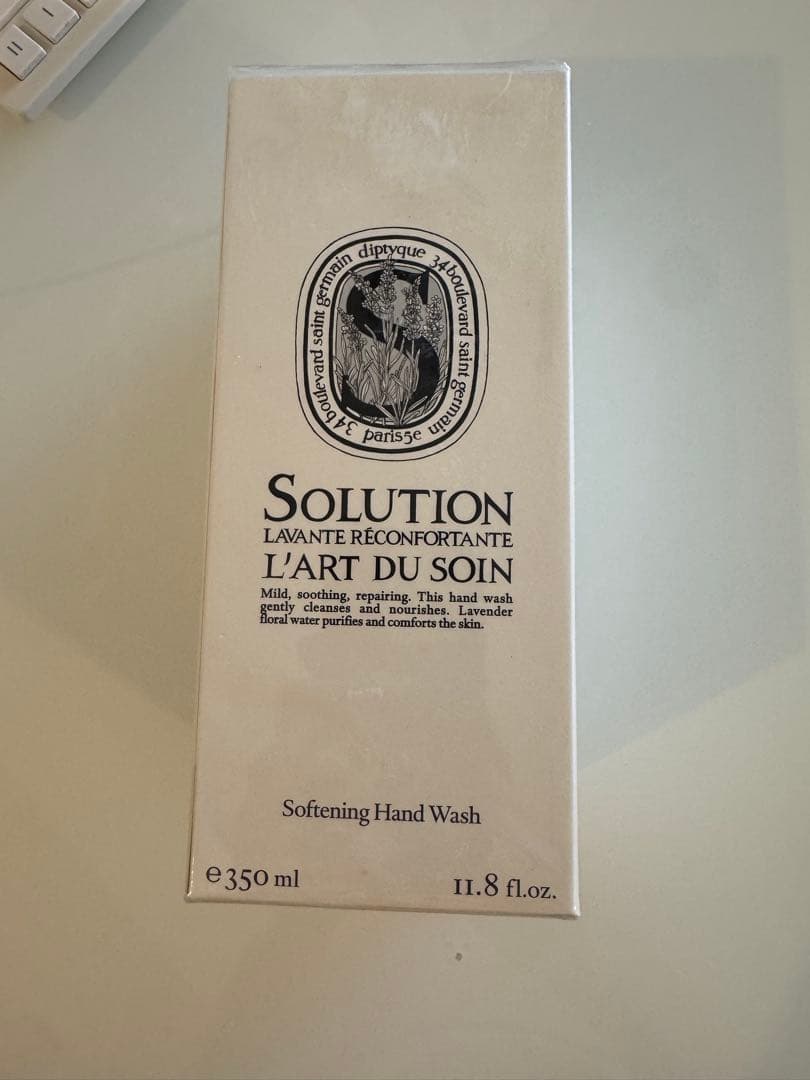 diptyque 34 boulevard saint germain paris5e 34 boulevard saint germain
S
SOLUTION
LAVANTE RÉCONFORTANTE
L'ART DU SOIN
Mild, soothing, repairing. This hand wash
gently cleanses and nourishes. Lavender
floral water purifies and comforts the skin.
Softening Hand Wash
e 350 ml
11.8 fl.oz.